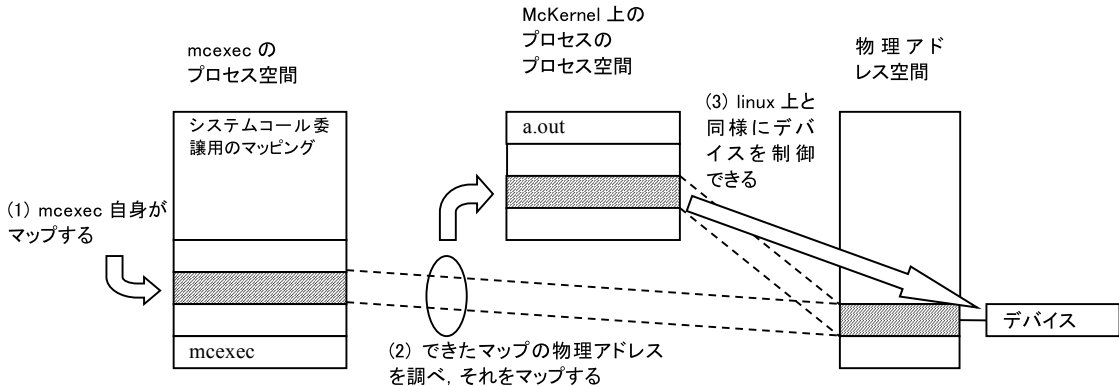 mcexec の
プロセス空間
McKernel 上の
プロセスの
プロセス空間
物理アド
レス空間
システムコール委
譲用のマッピング
a.out
(3) linux 上と
同様にデバ
イスを制御
できる
(1) mcexec 自身が
マップする
デバイス
mcexec
(2) できたマップの物理アドレス
を調べ, それをマップする